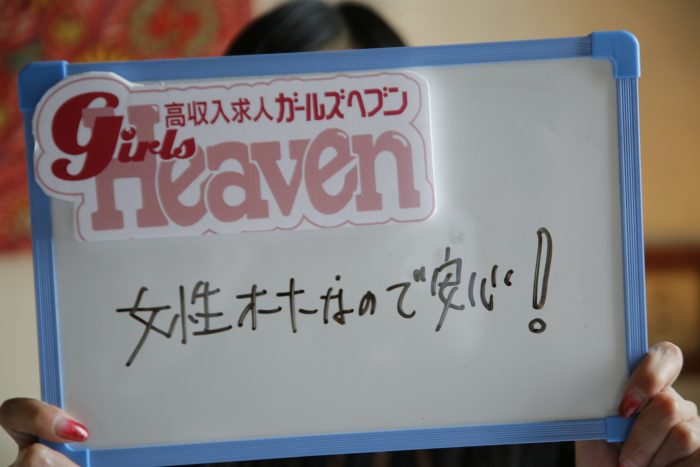 高収入求人ガールズヘブン
Girls Heaven
女性オーナーなので安心!